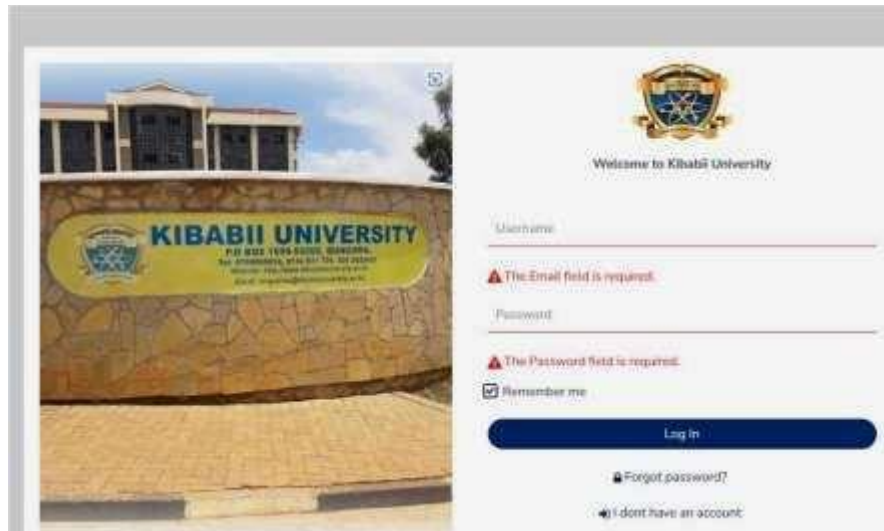 KIBABII UNIVERSITY
Welcome to Kibabii University
Username
The Email field is required.
Password
The Password field is required.
Remember me
Log In
Forgot password?
I dont have an account